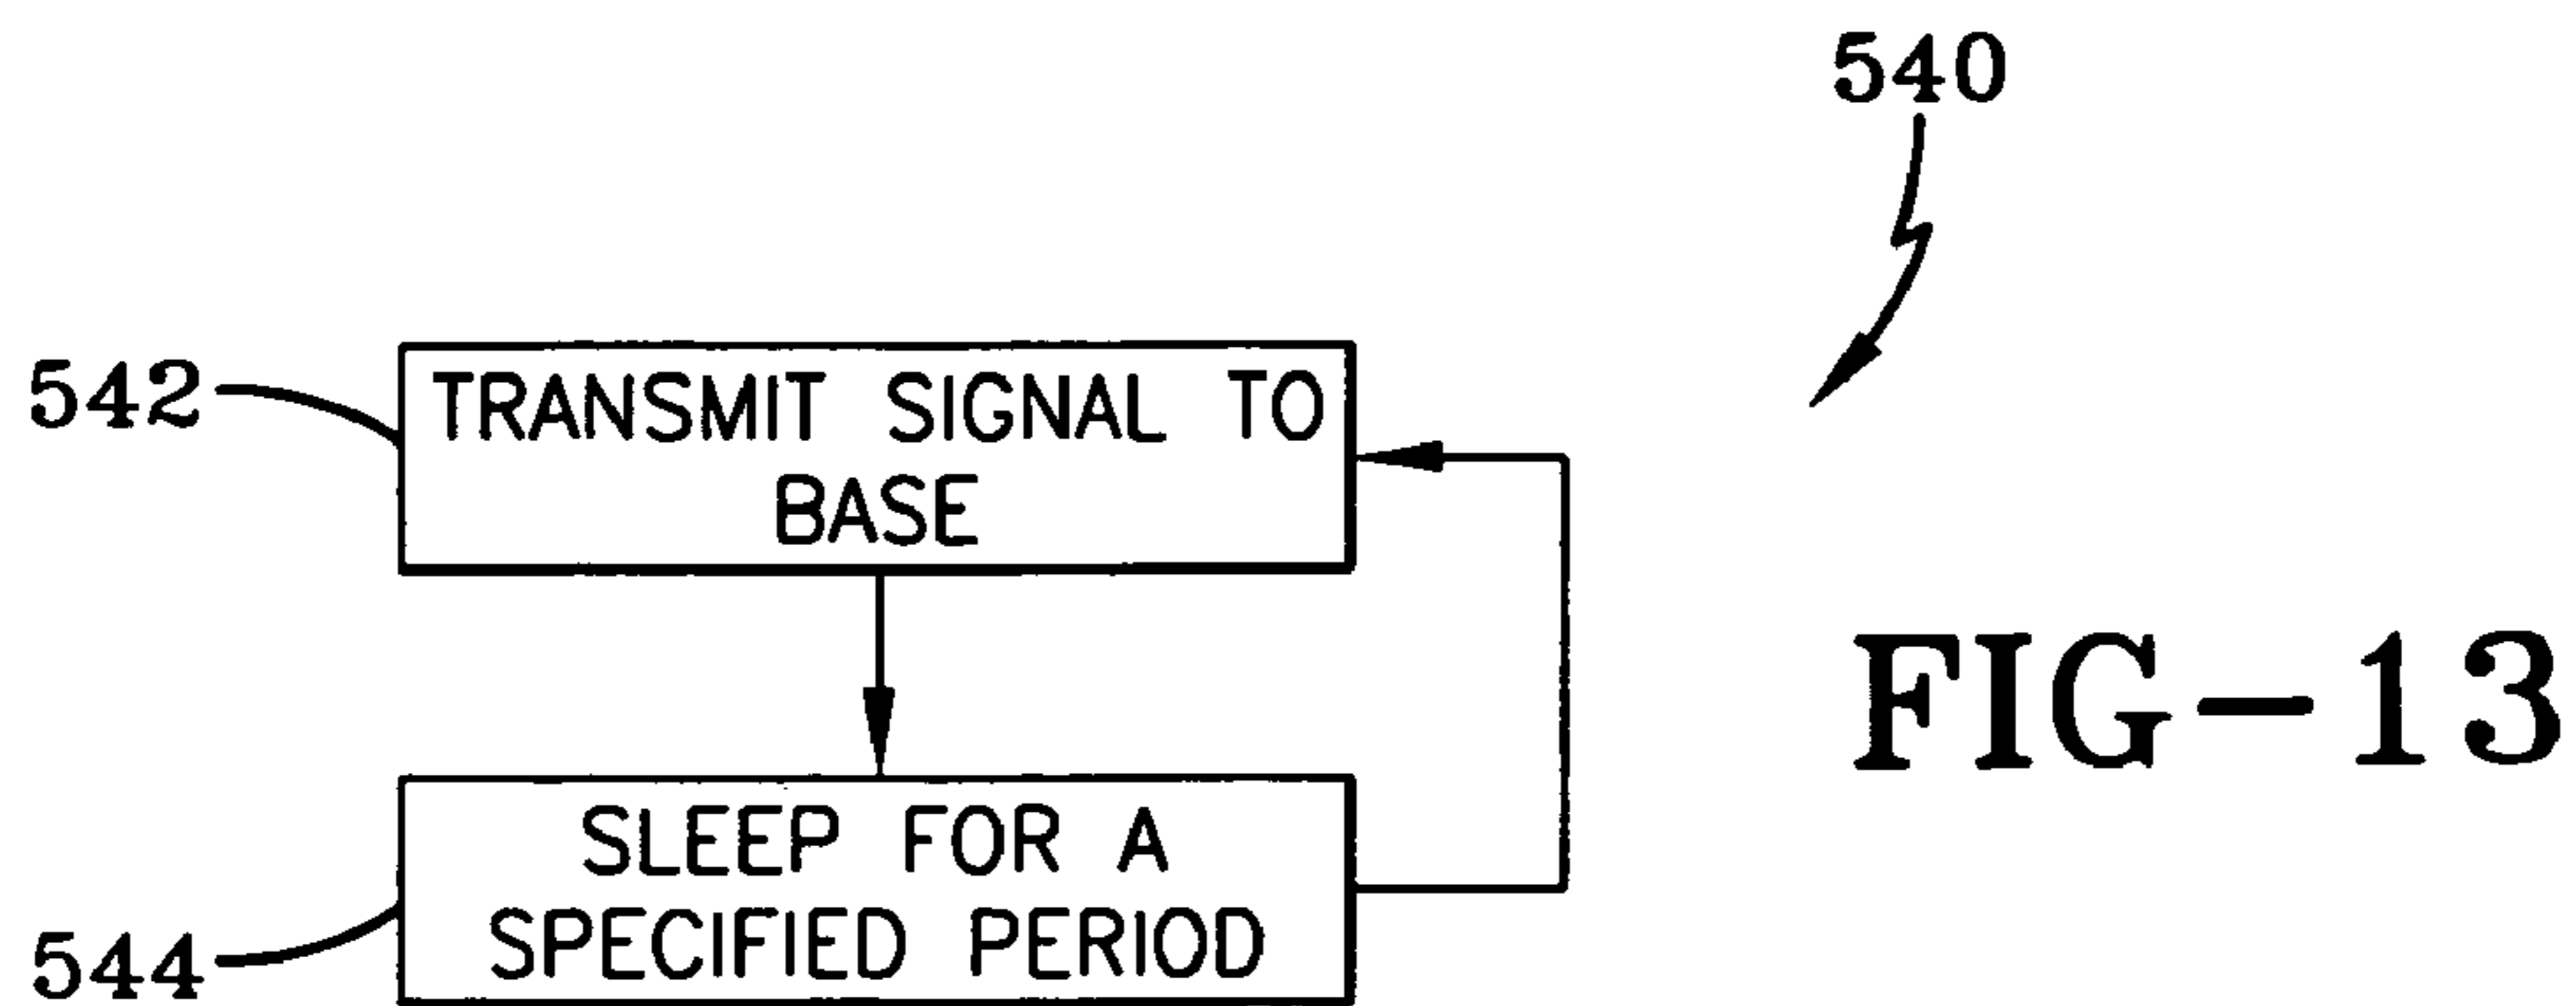 540
542
TRANSMIT SIGNAL TO
BASE
FIG-13
SLEEP FOR A
SPECIFIED PERIOD
544